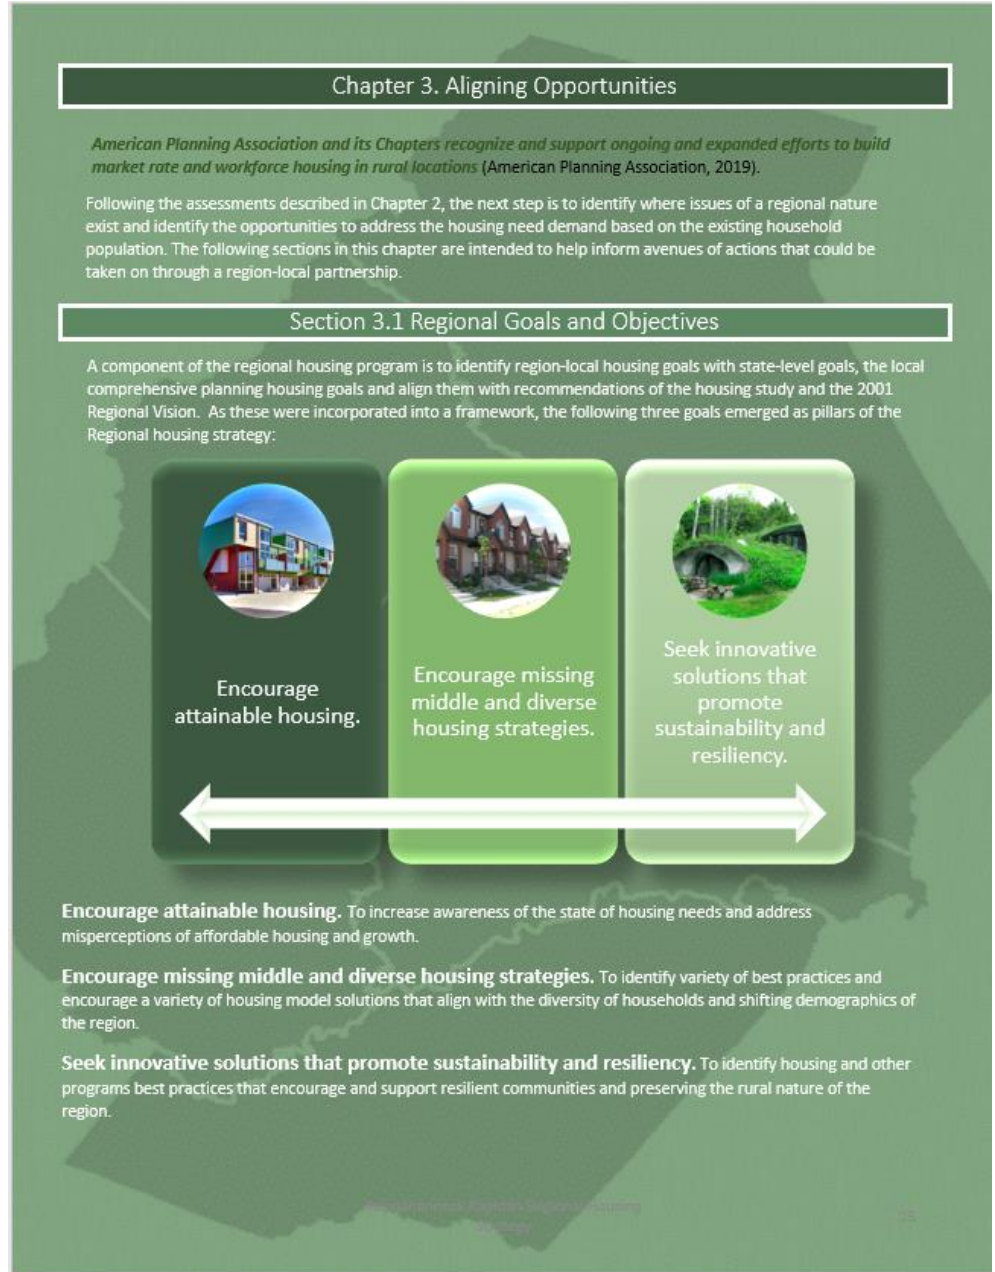 Chapter 3. Aligning Opportunities
American Planning Association and its Chapters recognize and support ongoing and expanded efforts to build
market rate and workforce housing in rural locations (American Planning Association, 2019).
Following the assessments described in Chapter 2, the next step is to identify where issues of a regional nature
exist and identify the opportunities to address the housing need demand based on the existing household
population. The following sections in this chapter are intended to help inform avenues of actions that could be
taken on through a region-local partnership.
Section 3.1 Regional Goals and Objectives
A component of the regional housing program is to identify region-local housing goals with state-level goals, the local
comprehensive planning housing goals and align them with recommendations of the housing study and the 2001
Regional Vision. As these were incorporated into a framework, the following three goals emerged as pillars of the
Regional housing strategy:
Encourage
attainable housing.
Encourage missing
middle and diverse
housing strategies.
Seek innovative
solutions that
promote
sustainability and
resiliency.
Encourage attainable housing. To increase awareness of the state of housing needs and address
misperceptions of affordable housing and growth.
Encourage missing middle and diverse housing strategies. To identify variety of best practices and
encourage a variety of housing model solutions that align with the diversity of households and shifting demographics of
the region.
Seek innovative solutions that promote sustainability and resiliency. To identify housing and other
programs best practices that encourage and support resilient communities and preserving the rural nature of the
region.
Regional Housing